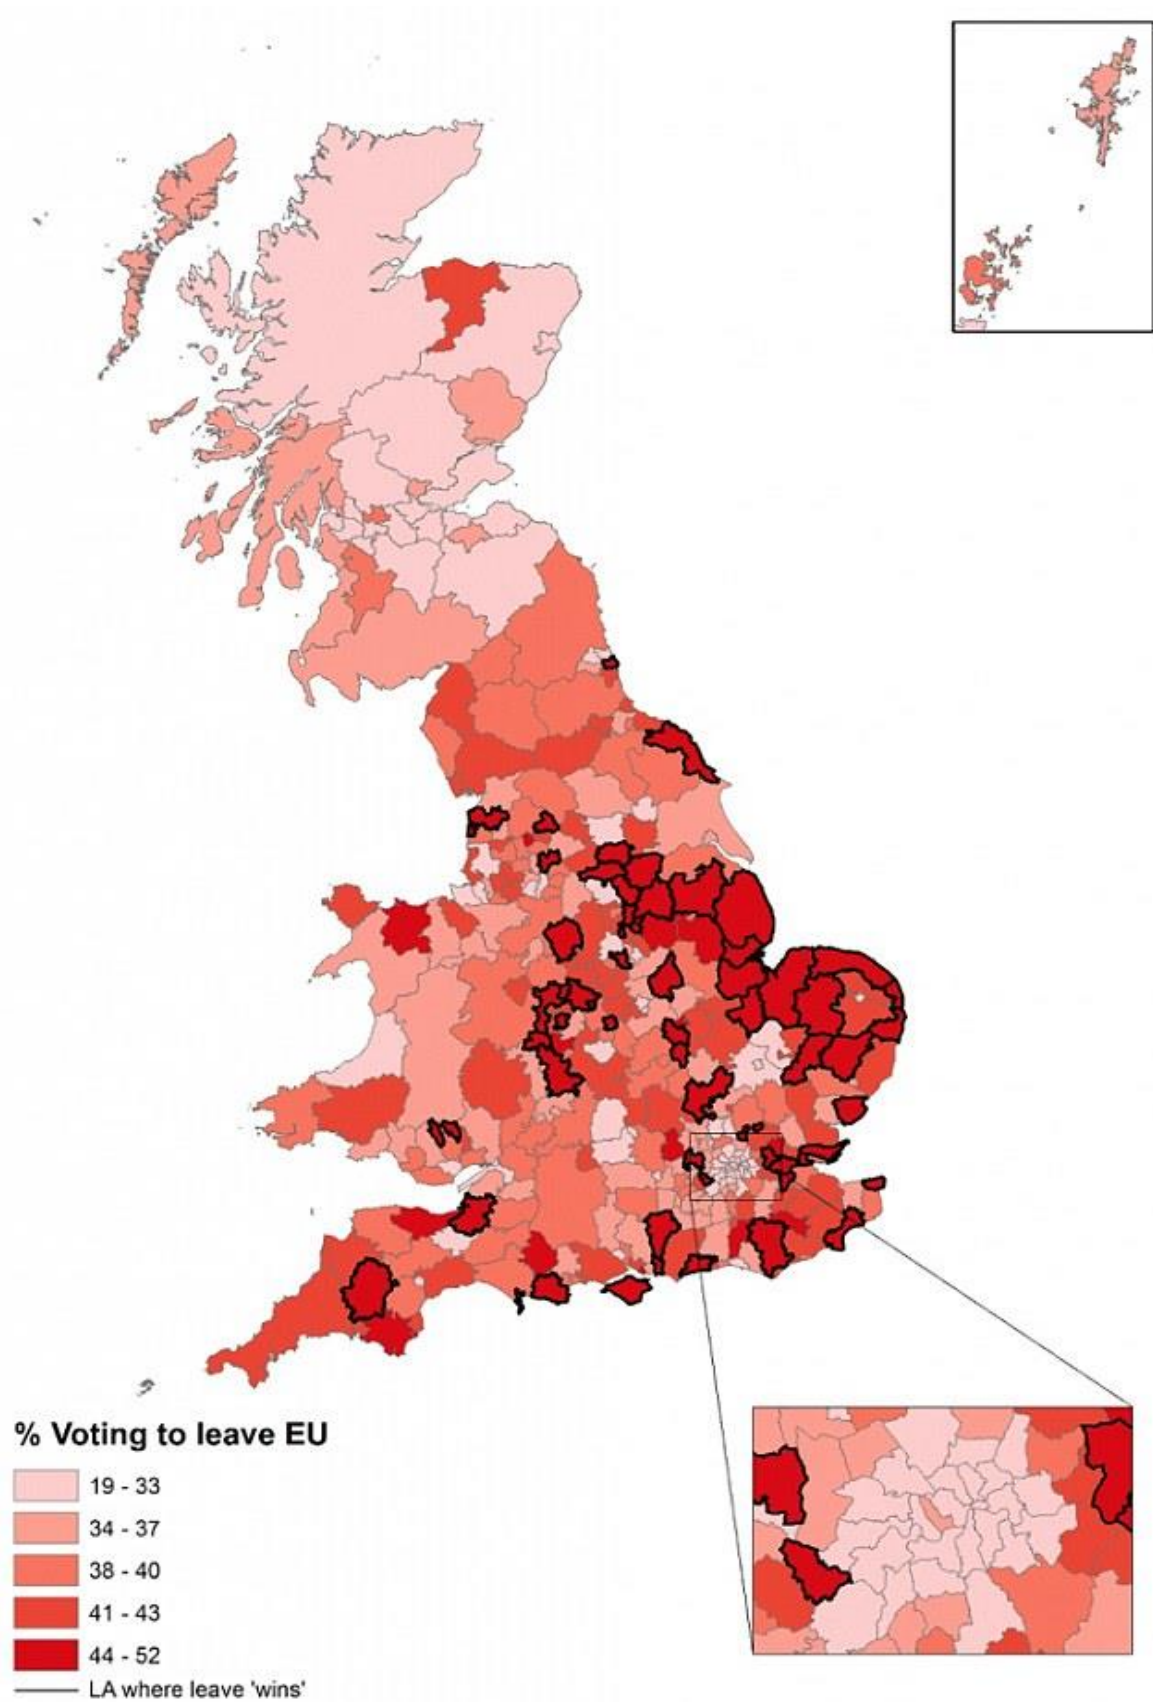 % Voting to leave EU
19 - 33
34 - 37
38 - 40
41 - 43
44 - 52
LA where leave 'wins'